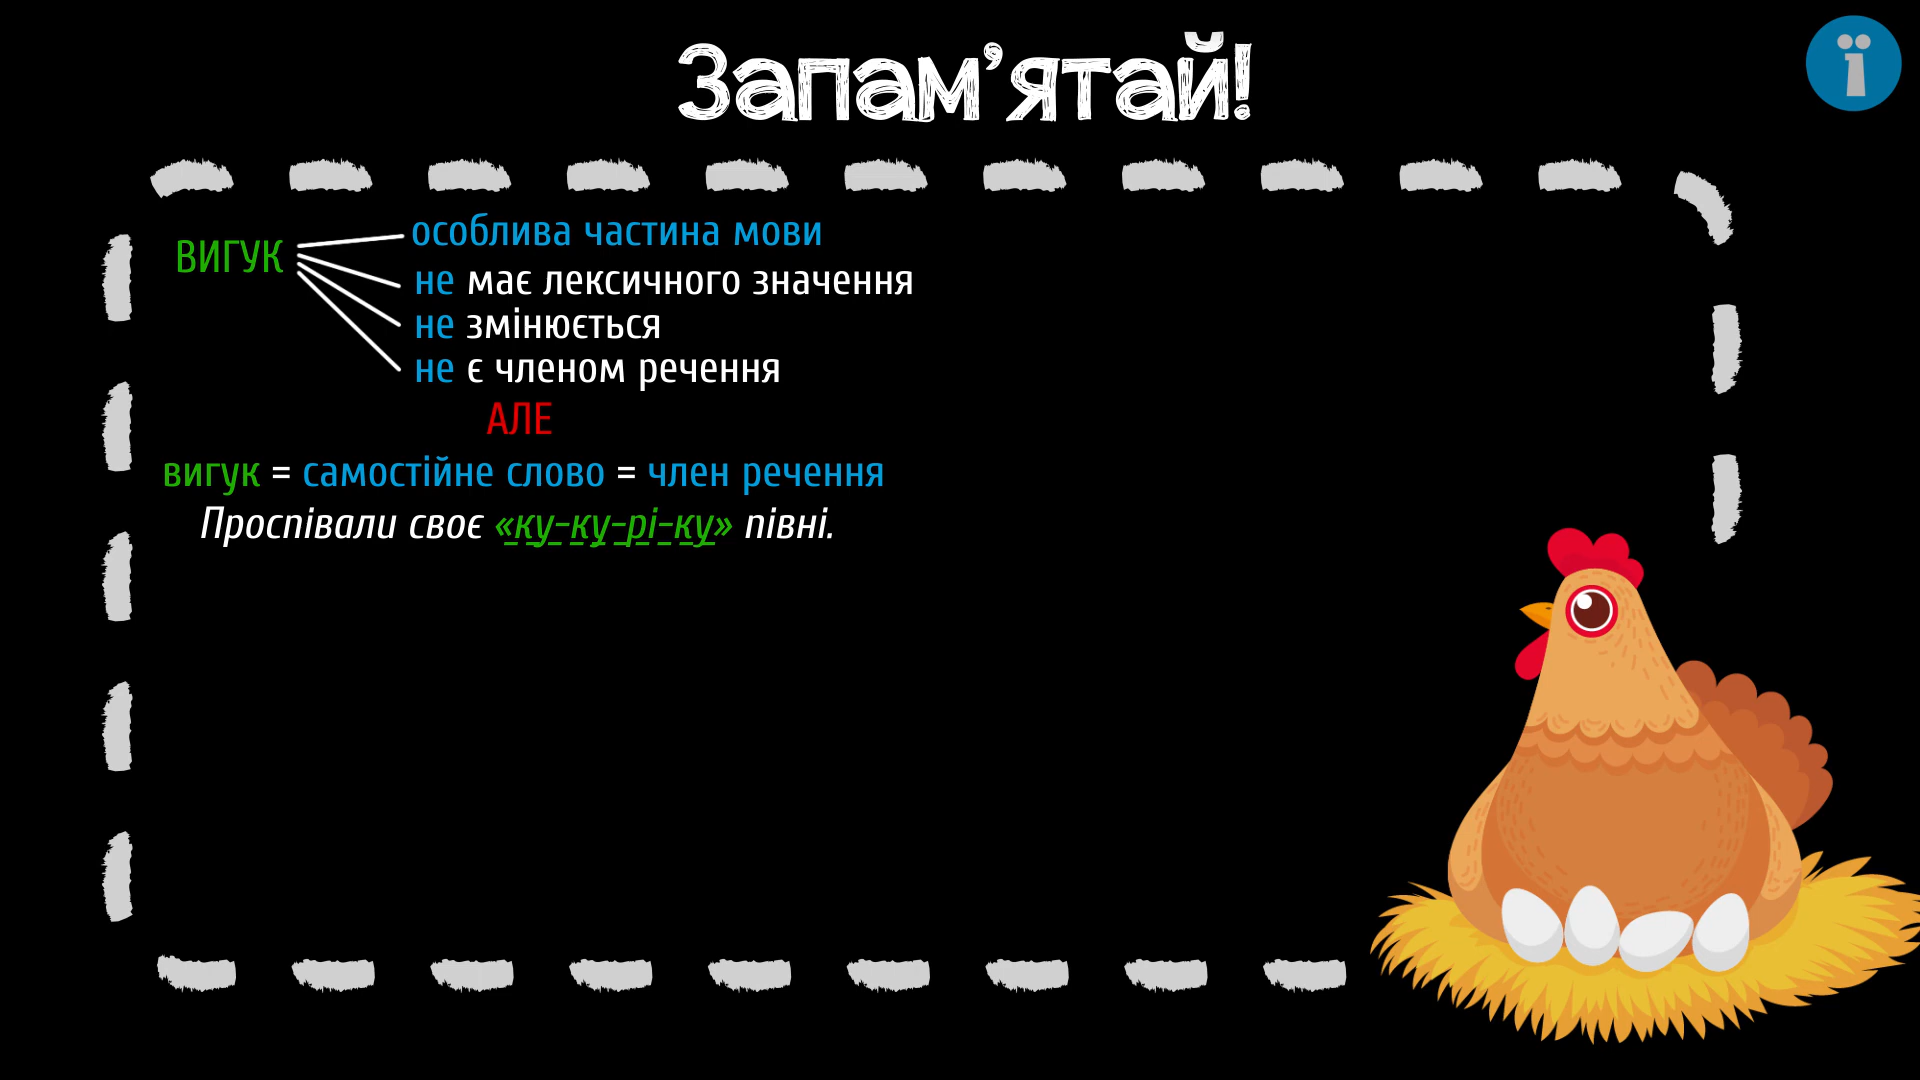 Запам’ятай!
ї
ВИГУК
особлива частина мови
не має лексичного значення
не змінюється
не є членом речення
АЛЕ
вигук = самостійне слово = член речення
Проспівали своє «ку-ку-рі-ку» півні.